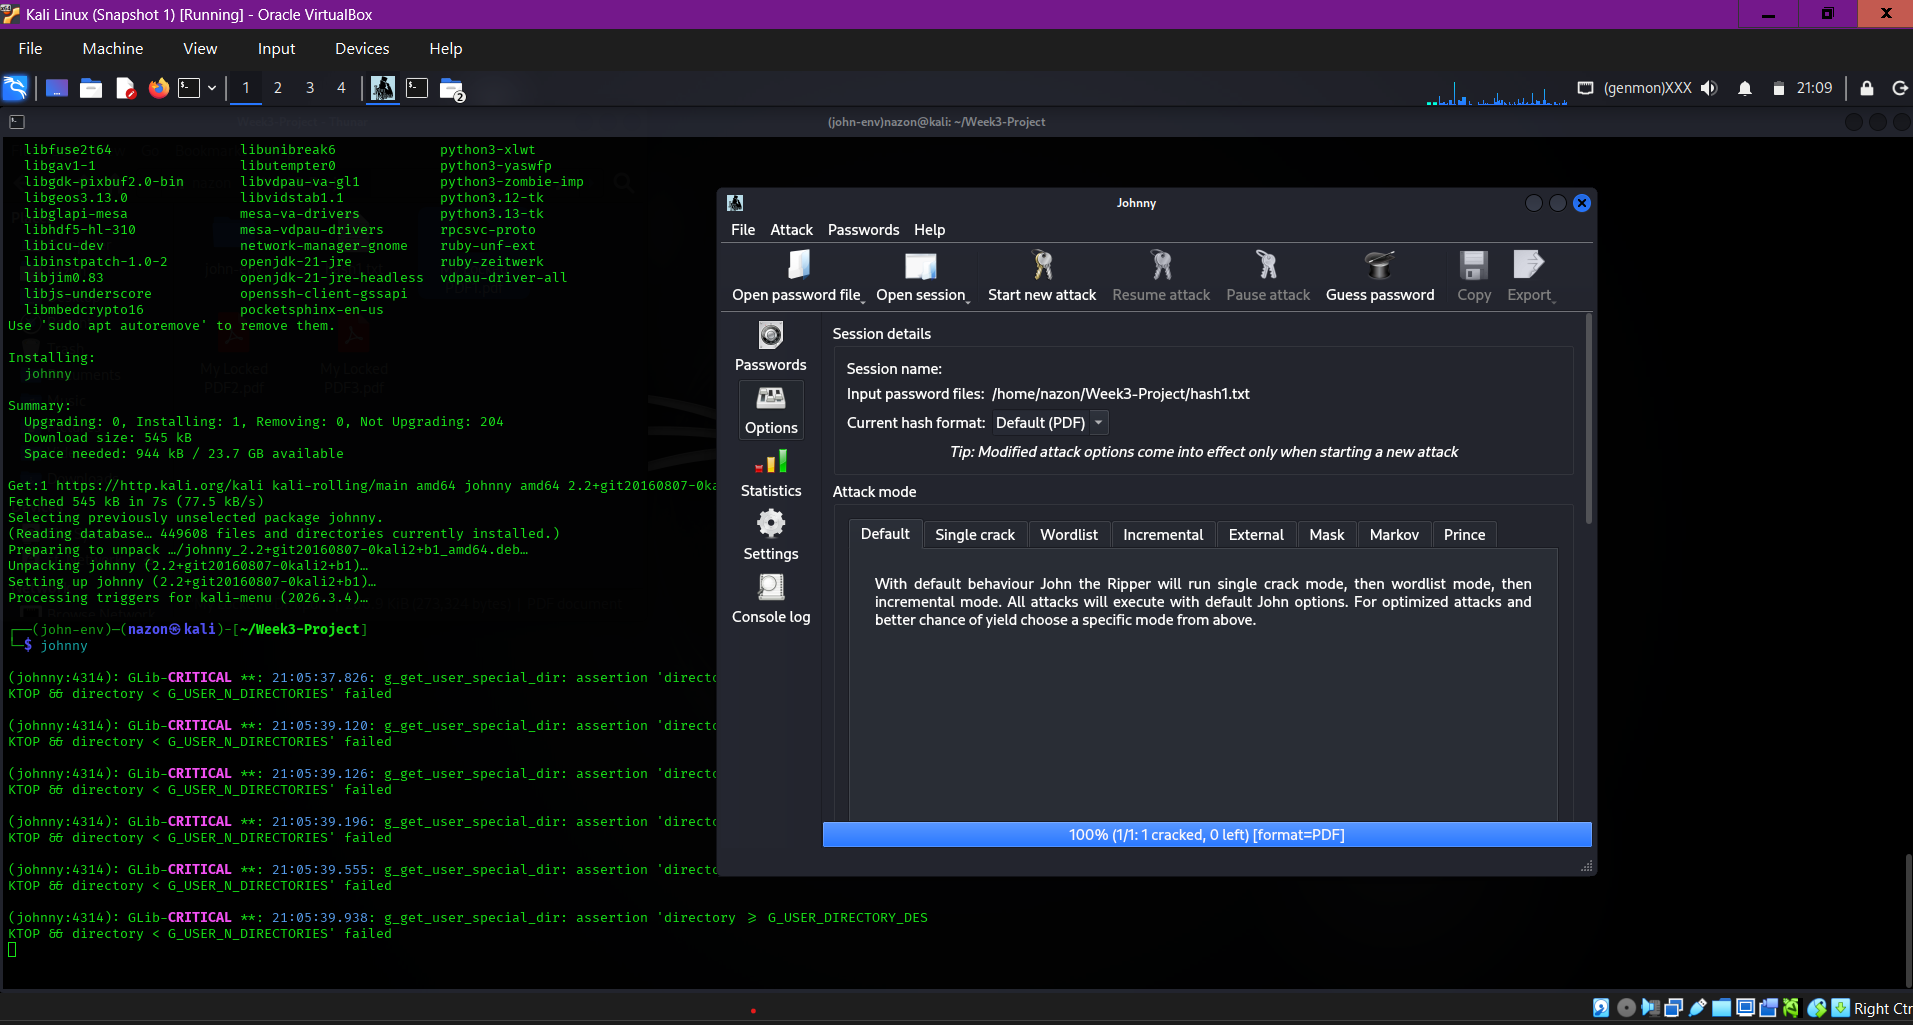 Kali Linux (Snapshot 1) [Running] - Oracle VirtualBox
File Machine View Input Devices Help
1 2 3 4 2 (genmon)XXX 21:09
(john-env)nazon@kali: ~/Week3-Project
libfuse2t64 libunibreak6 python3-xlwt
libgav1-1 libutempter0 python3-yaswfp
libgdk-pixbuf2.0-bin libvdpau-va-gl1 python3-zombie-imp
libgeos3.13.0 libvidstab1.1 python3.12-tk
libglapi-mesa mesa-va-drivers python3.13-tk
libhdf5-hl-310 mesa-vdpau-drivers rpcsvc-proto
libicu-dev network-manager-gnome ruby-unf-ext
libinstpatch-1.0-2 openjdk-21-jre ruby-zeitwerk
libjim0.83 openjdk-21-jre-headless vdpau-driver-all
libjs-underscore openssh-client-gssapi
libmbedcrypto16 pocketsphinx-en-us
Use 'sudo apt autoremove' to remove them.
Installing:
johnny
My Locked My Locked
PDF2.pdf PDF3.pdf
Summary:
Upgrading: 0, Installing: 1, Removing: 0, Not Upgrading: 204
Download size: 545 kB
Space needed: 944 kB / 23.7 GB available
Get:1 https://http.kali.org/kali kali-rolling/main amd64 johnny amd64 2.2+git20160807-0ka
Fetched 545 kB in 7s (77.5 kB/s)
Selecting previously unselected package johnny.
(Reading database… 449608 files and directories currently installed.)
Preparing to unpack …/johnny_2.2+git20160807-0kali2+b1_amd64.deb…
Unpacking johnny (2.2+git20160807-0kali2+b1)…
Setting up johnny (2.2+git20160807-0kali2+b1)…
Processing triggers for kali-menu (2026.3.4)…
(john-env)-(nazon㉿kali)-[~/Week3-Project]
$ johnny
(johnny:4314): GLib-CRITICAL **: 21:05:37.826: g_get_user_special_dir: assertion 'directo
KTOP && directory < G_USER_N_DIRECTORIES' failed
(johnny:4314): GLib-CRITICAL **: 21:05:39.120: g_get_user_special_dir: assertion 'directo
KTOP && directory < G_USER_N_DIRECTORIES' failed
(johnny:4314): GLib-CRITICAL **: 21:05:39.126: g_get_user_special_dir: assertion 'directo
KTOP && directory < G_USER_N_DIRECTORIES' failed
(johnny:4314): GLib-CRITICAL **: 21:05:39.196: g_get_user_special_dir: assertion 'directo
KTOP && directory < G_USER_N_DIRECTORIES' failed
(johnny:4314): GLib-CRITICAL **: 21:05:39.555: g_get_user_special_dir: assertion 'directo
KTOP && directory < G_USER_N_DIRECTORIES' failed
(johnny:4314): GLib-CRITICAL **: 21:05:39.938: g_get_user_special_dir: assertion 'directory >= G_USER_DIRECTORY_DES
KTOP && directory < G_USER_N_DIRECTORIES' failed
Johnny
File Attack Passwords Help
Open password file Open session Start new attack Resume attack Pause attack Guess password Copy Export
Passwords
Options
Statistics
Settings
Console log
Session details
Session name:
Input password files: /home/nazon/Week3-Project/hash1.txt
Current hash format: Default (PDF)
Tip: Modified attack options come into effect only when starting a new attack
Attack mode
Default Single crack Wordlist Incremental External Mask Markov Prince
With default behaviour John the Ripper will run single crack mode, then wordlist mode, then
incremental mode. All attacks will execute with default John options. For optimized attacks and
better chance of yield choose a specific mode from above.
100% (1/1: 1 cracked, 0 left) [format=PDF]
Right Ctr